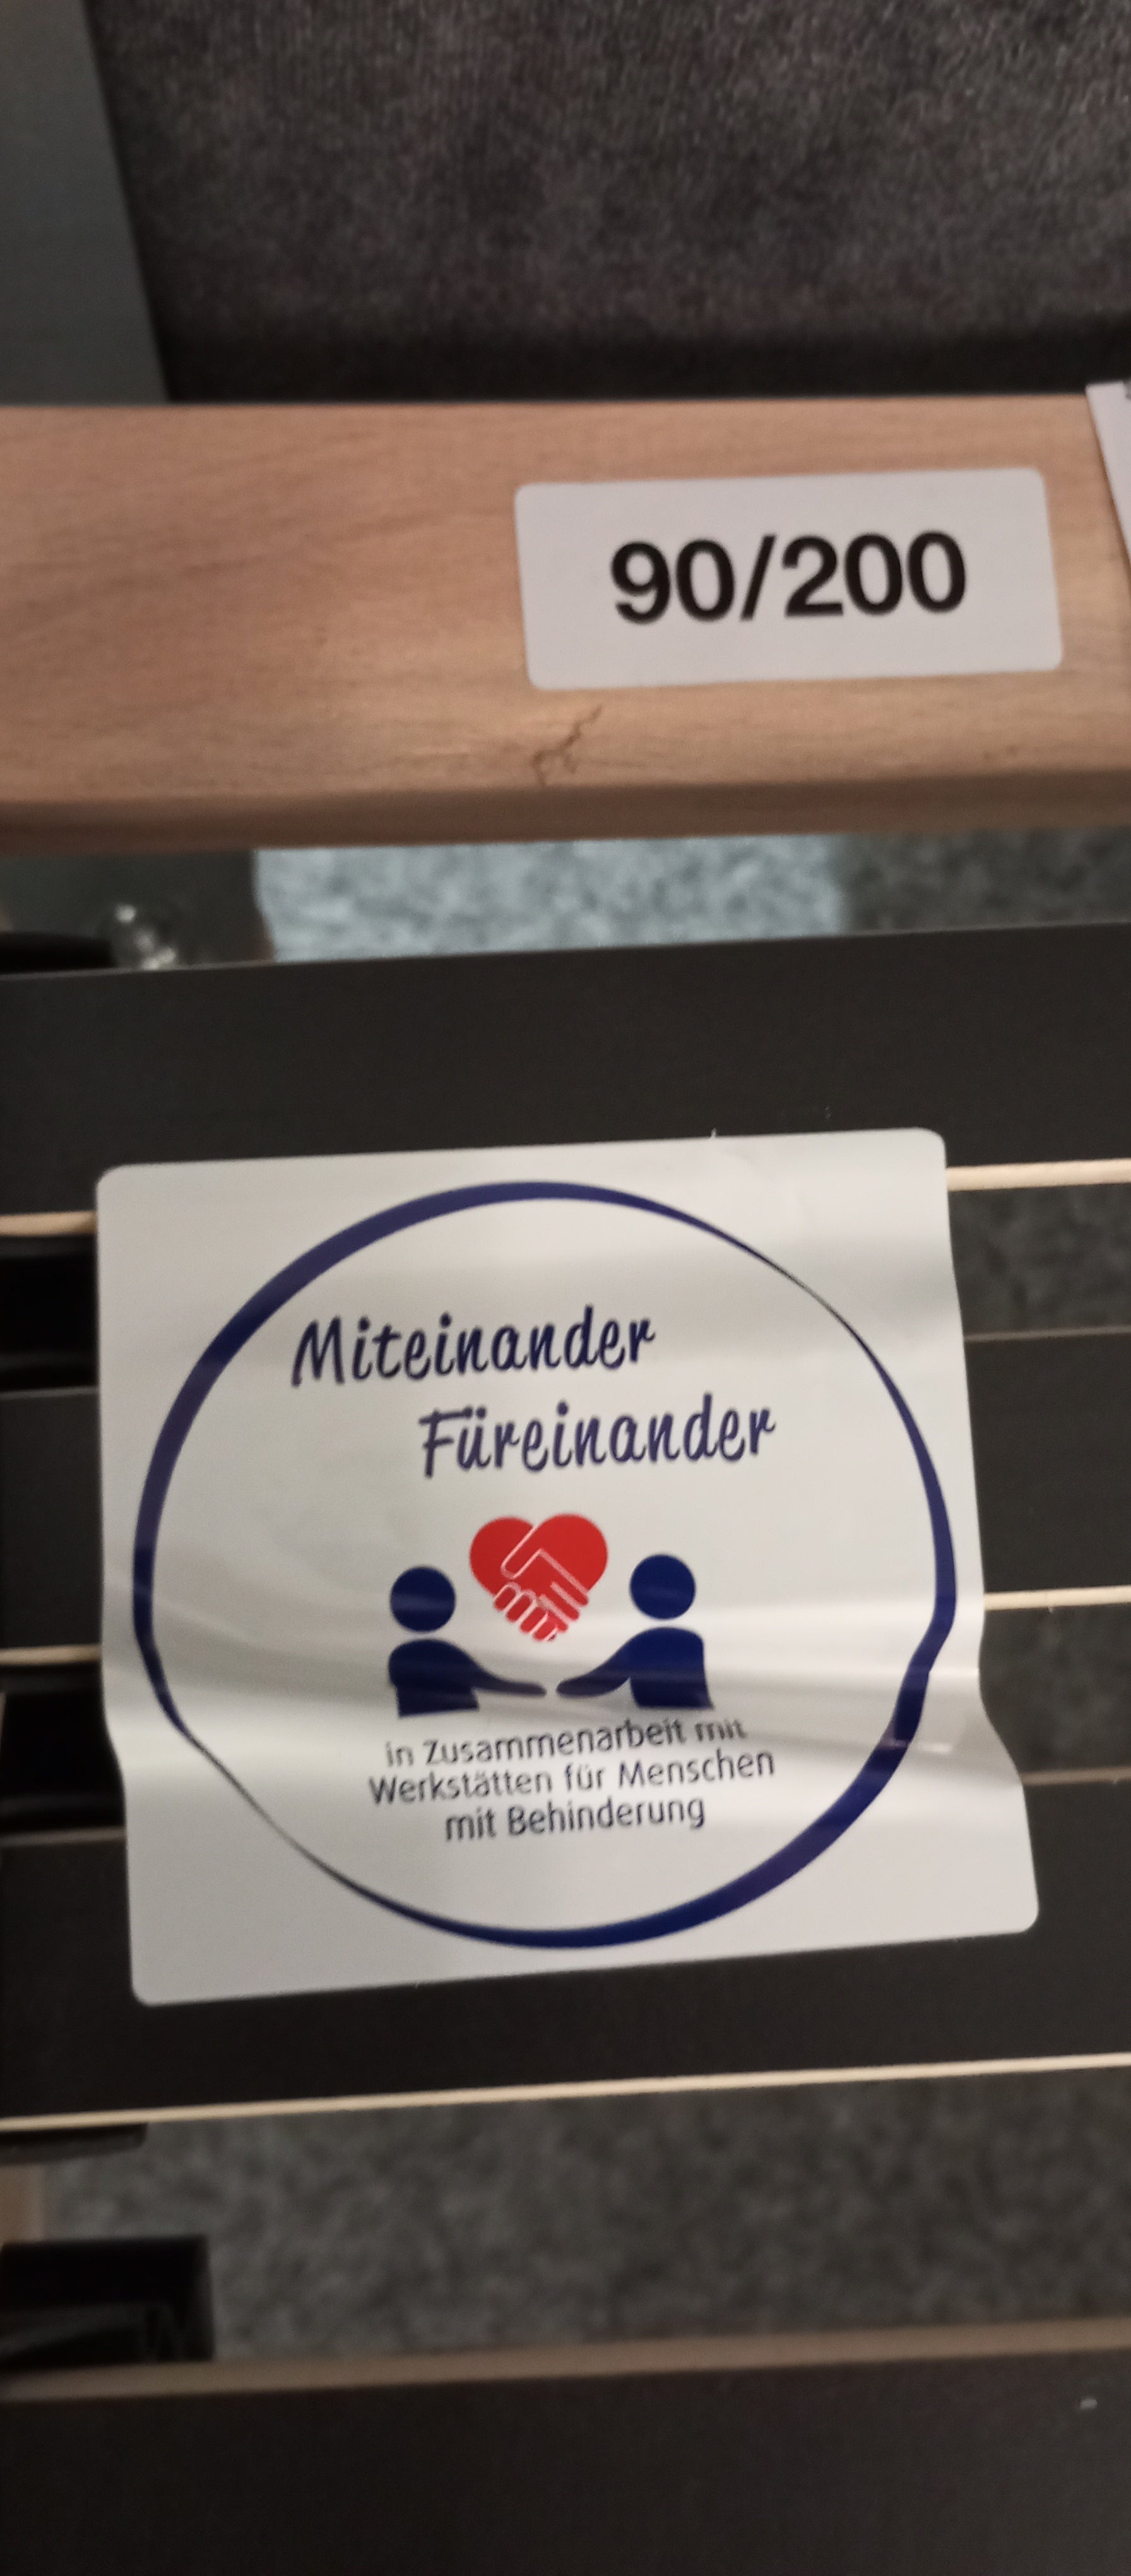 90/200
Miteinander
Füreinander
in Zusammenarbeit mit
Werkstätten für Menschen
mit Behinderung